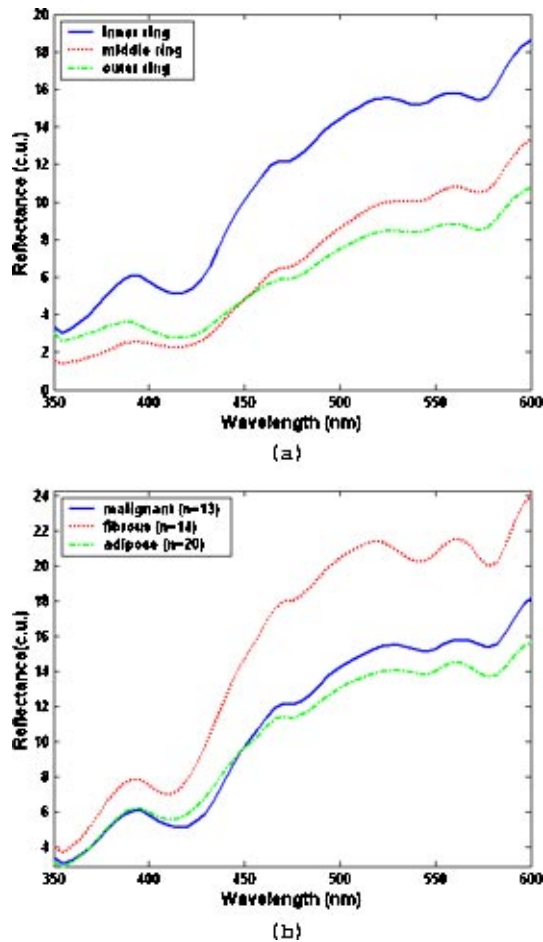 20
18
16
14
12
10
8
6
4
2
0
inner ring
middle ring
outer ring
Reflectance (c.u.)
350 400 450 500 550 600
Wavelength (nm)
(a)
24
22
20
18
16
14
12
10
8
6
4
malignant (n=13)
fibrous (n=14)
adipose (n=20)
Reflectance(c.u.)
350 400 450 500 550 600
Wavelength (nm)
(b)